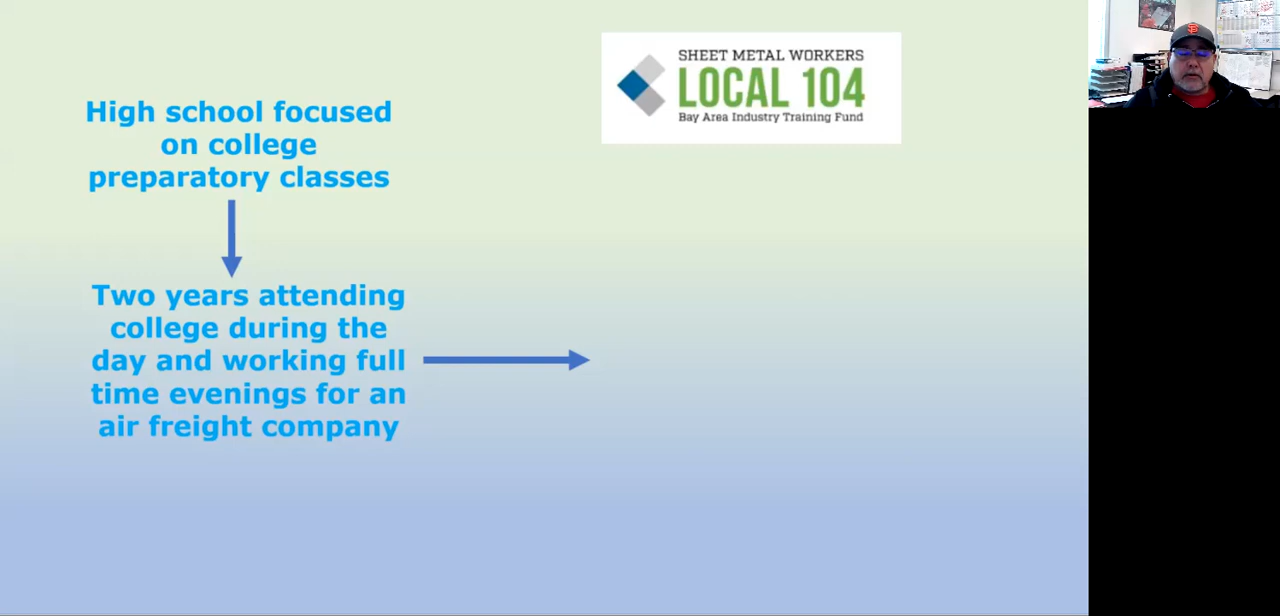 High school focused
on college
preparatory classes
Two years attending
college during the
day and working full
time evenings for an
air freight company
SHEET METAL WORKERS
LOCAL 104
Bay Area Industry Training Fund